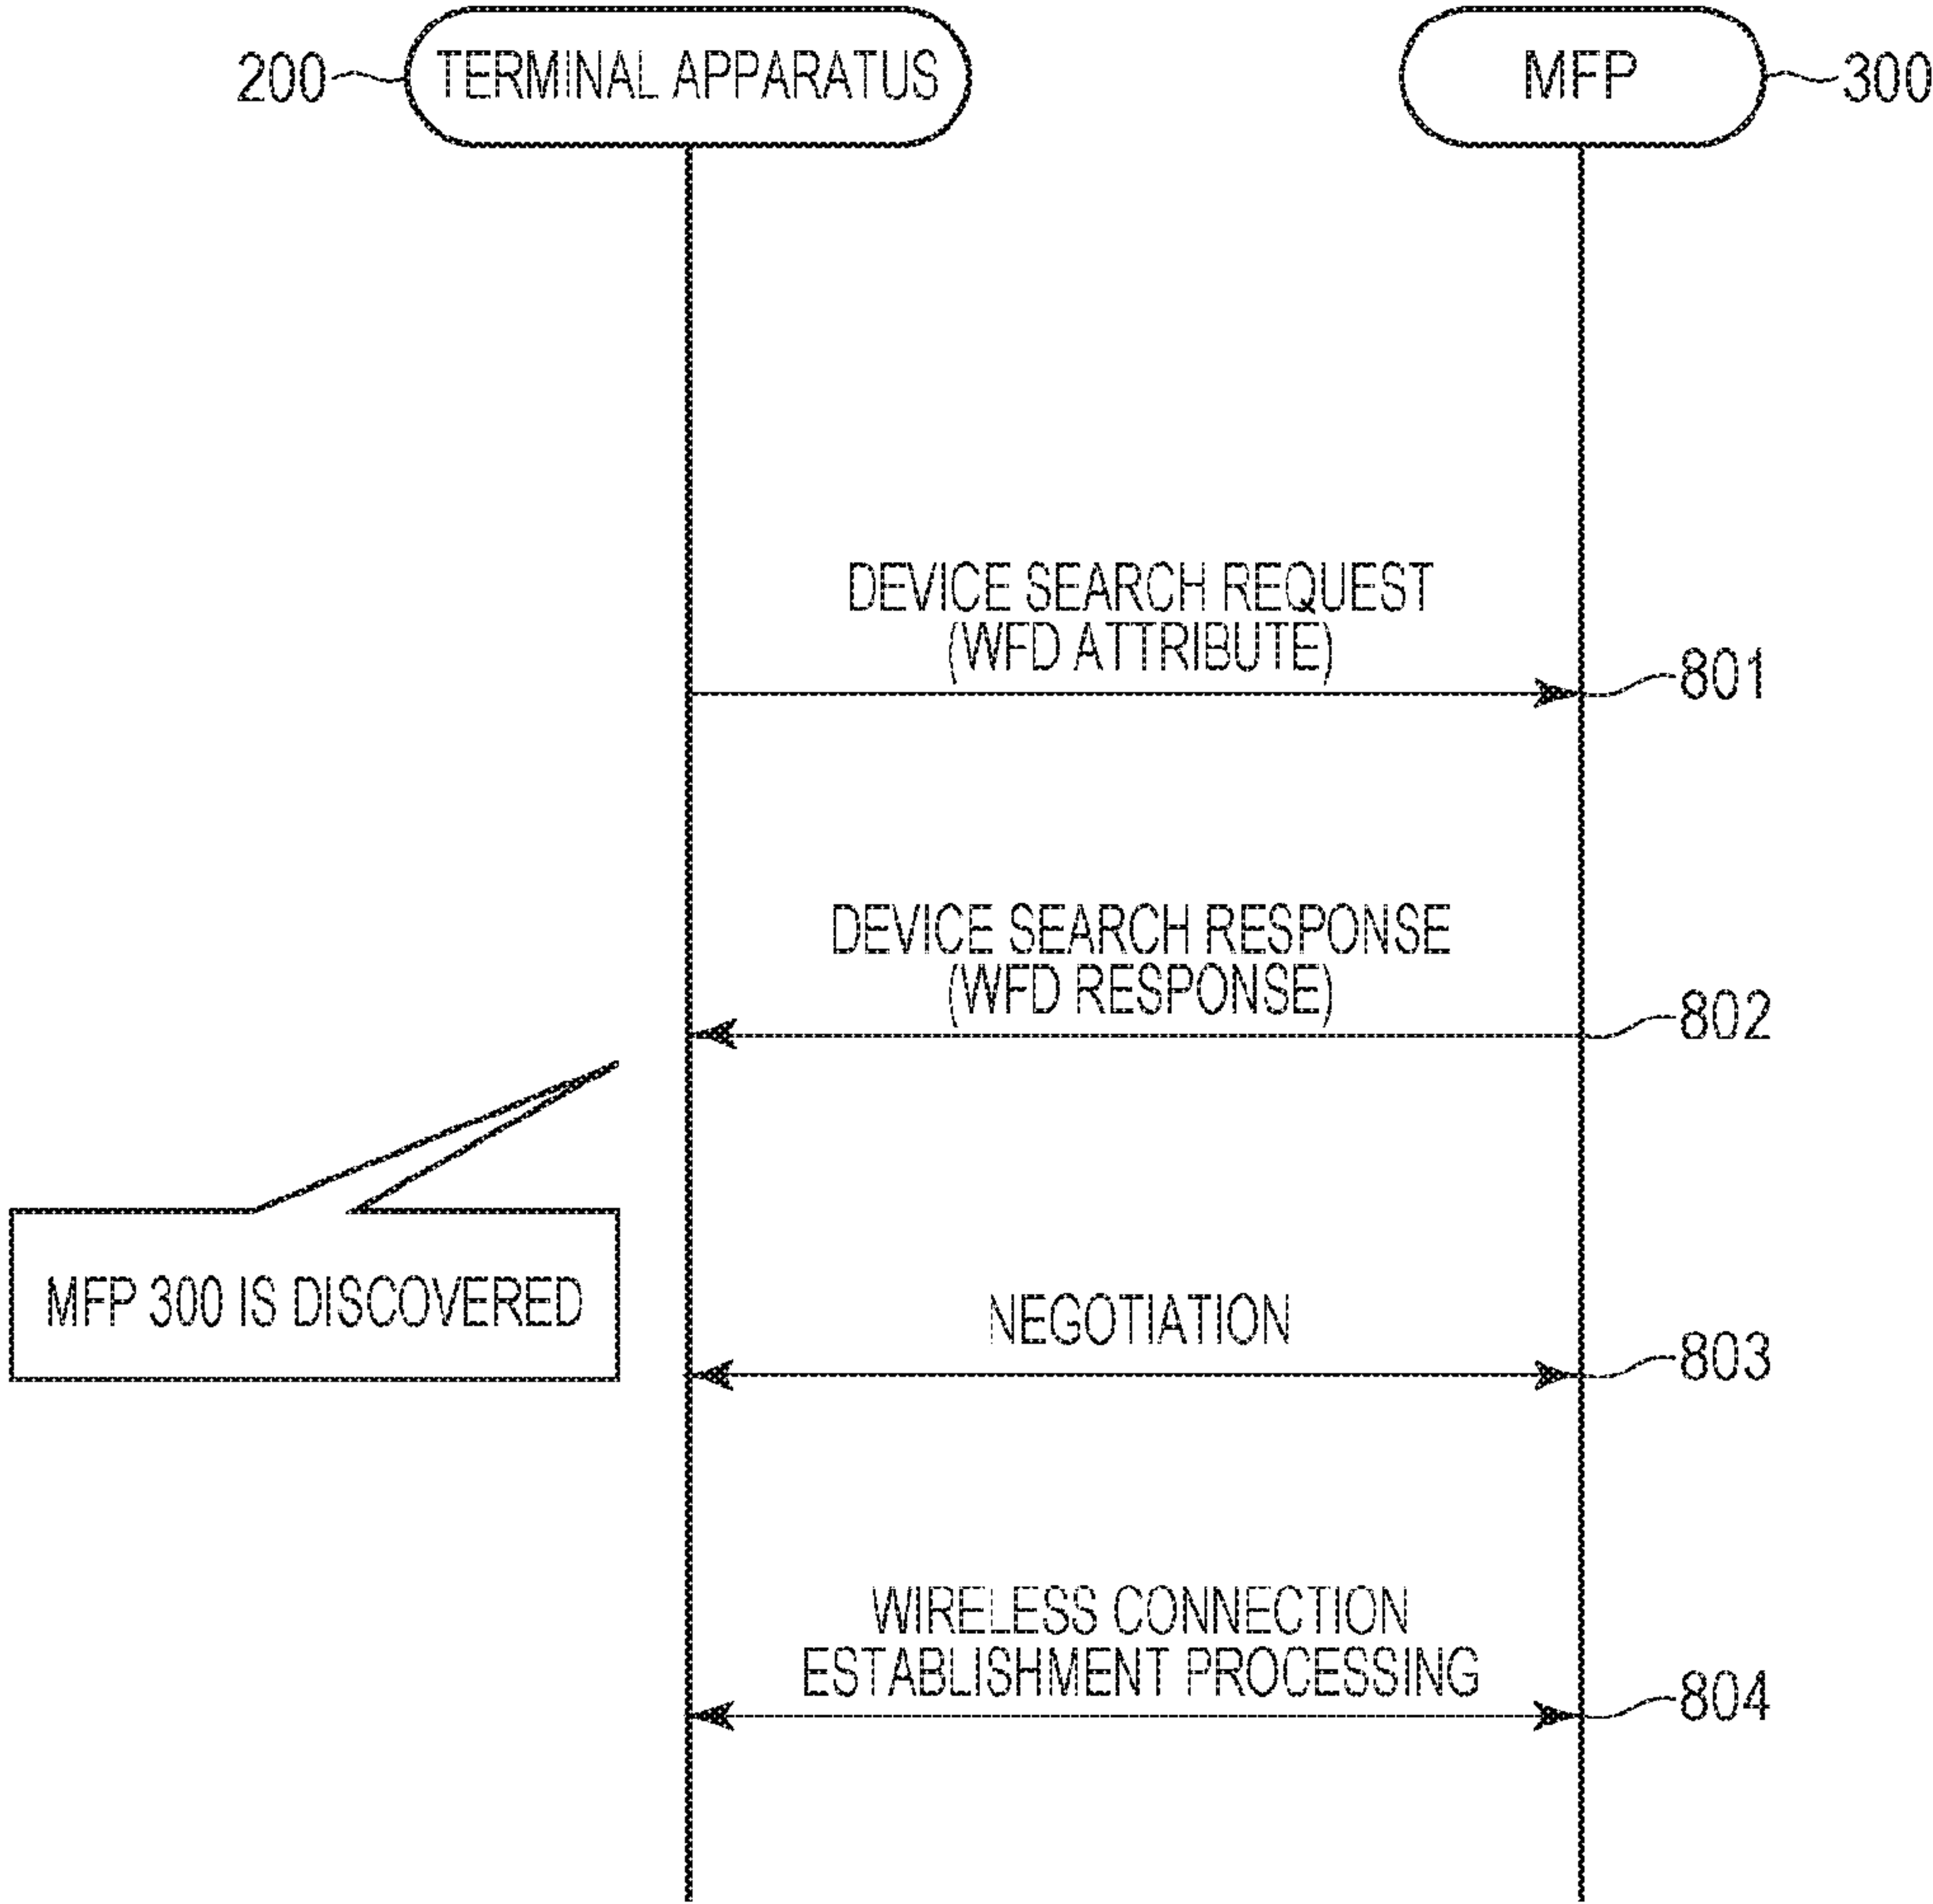 200
TERMINAL APPARATUS
MFP
300
DEVICE SEARCH REQUEST
(WFD ATTRIBUTE)
801
DEVICE SEARCH RESPONSE
(WFD RESPONSE)
802
MFP 300 IS DISCOVERED
NEGOTIATION
803
WIRELESS CONNECTION
ESTABLISHMENT PROCESSING
804